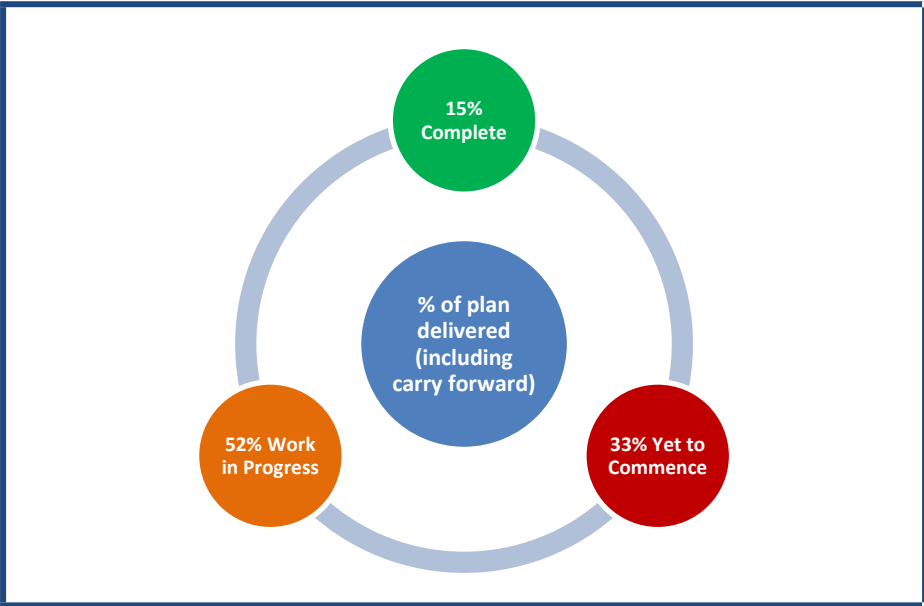 15%
Complete
% of plan
delivered
(including
carry forward)
52% Work
in Progress
33% Yet to
Commence